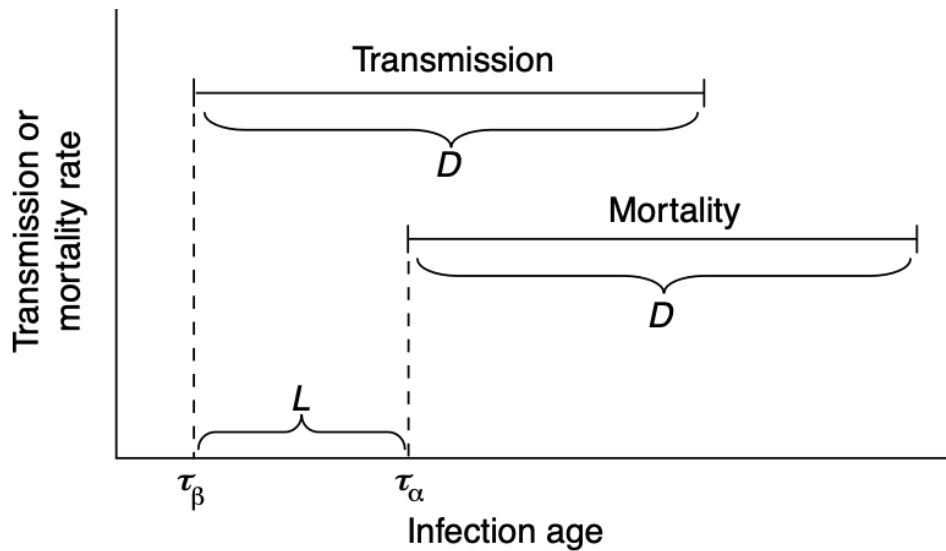 Transmission or
mortality rate
Transmission
D
Mortality
D
L
τβ
τα
Infection age